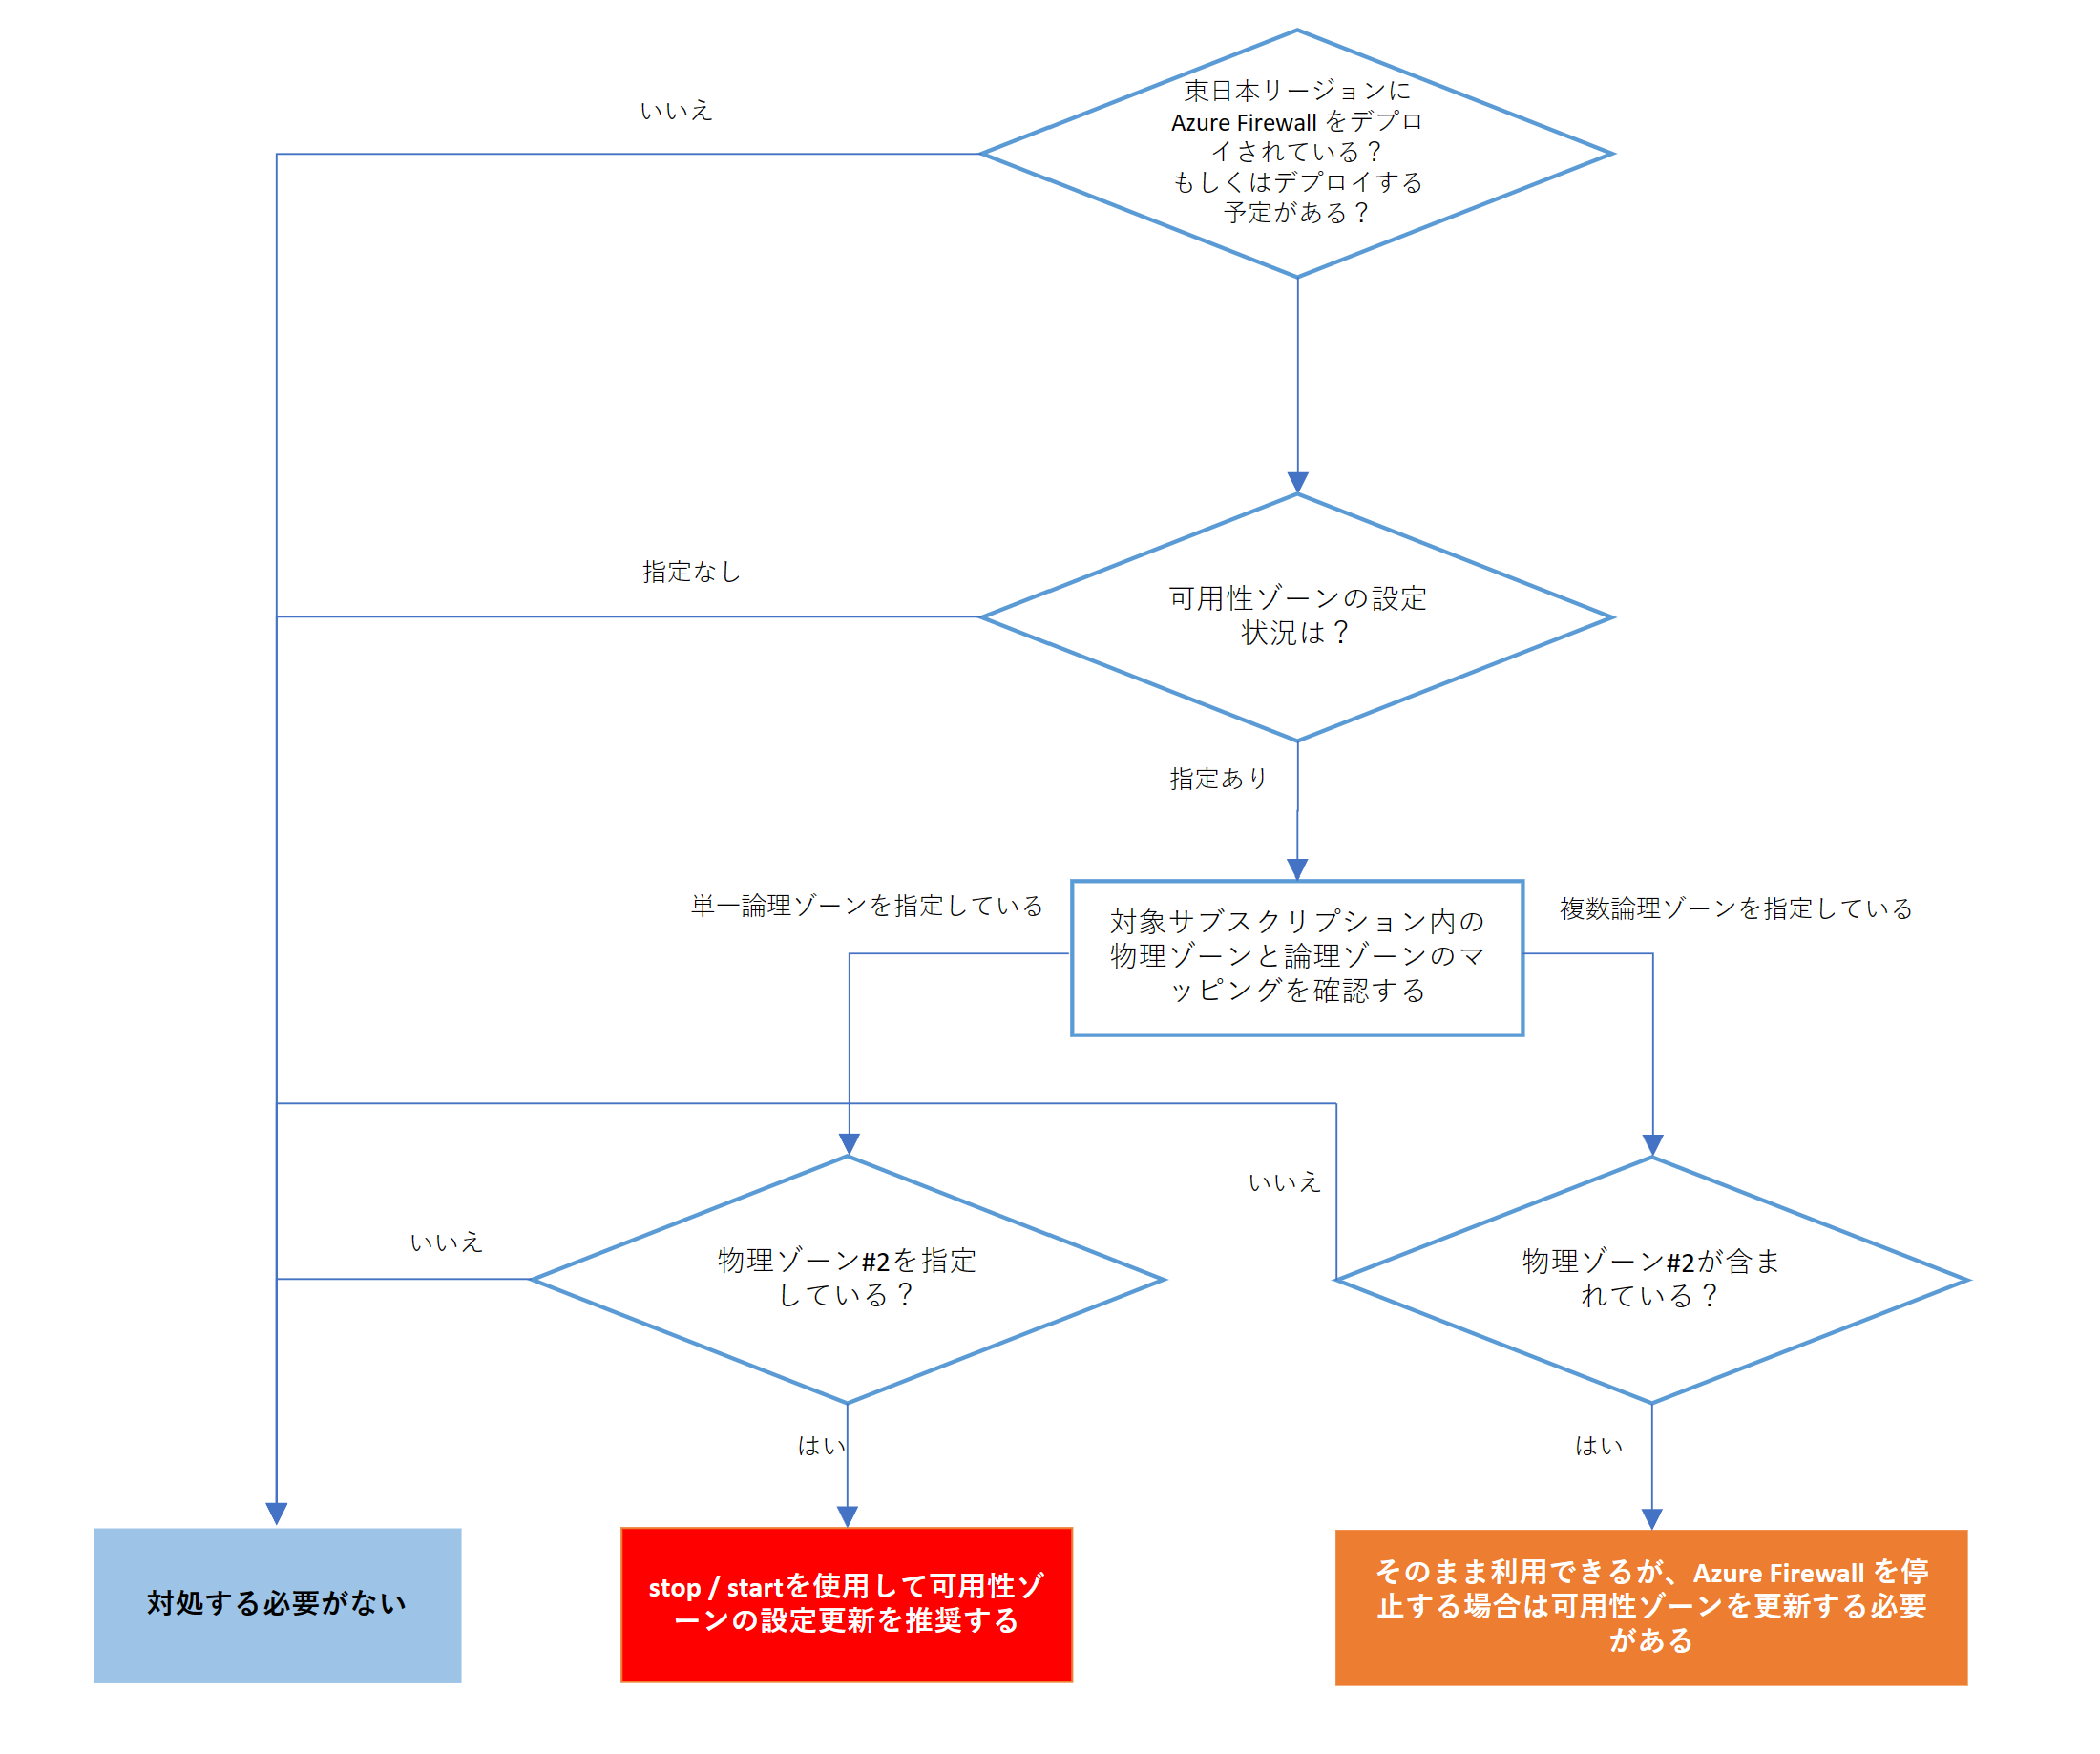 東日本リージョンに
Azure Firewall をデプロ
イされている？
もしくはデプロイする
予定がある？
いいえ
可用性ゾーンの設定
状況は？
指定なし
指定あり
対象サブスクリプション内の
物理ゾーンと論理ゾーンのマ
ッピングを確認する
単一論理ゾーンを指定している
複数論理ゾーンを指定している
物理ゾーン#2を指定
している？
いいえ
はい
物理ゾーン#2が含ま
れている？
いいえ
はい
対処する必要がない
stop / startを使用して可用性ゾ
ーンの設定更新を推奨する
そのまま利用できるが、Azure Firewall を停
止する場合は可用性ゾーンを更新する必要
がある